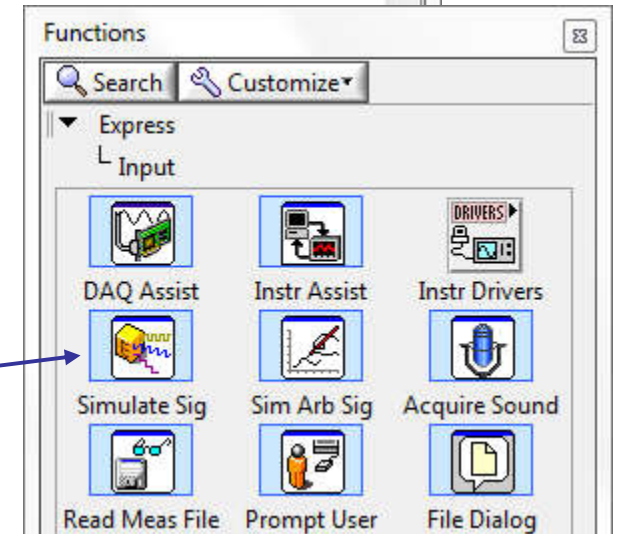 Functions
Search Customize
Express
Input
DRIVERS
DAQ Assist Instr Assist Instr Drivers
Simulate Sig Sim Arb Sig Acquire Sound
Read Meas File Prompt User File Dialog